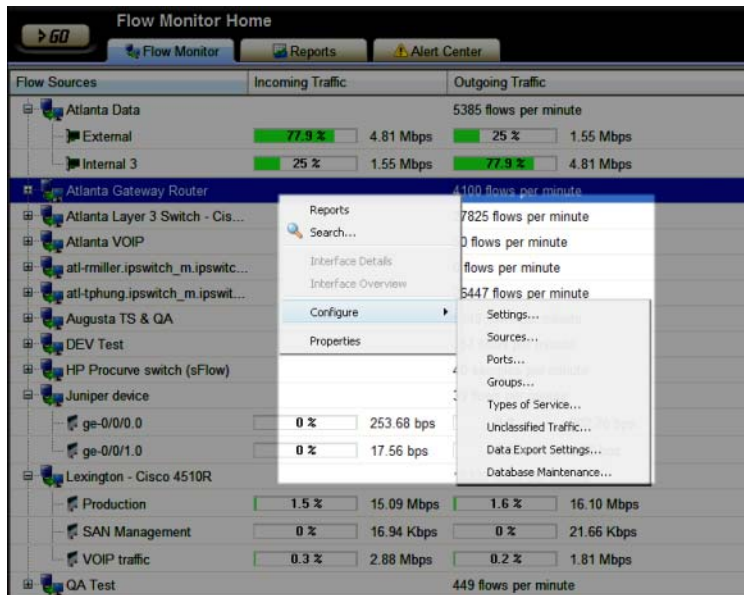 Flow Monitor Home
GO
Flow Monitor Reports Alert Center
Flow Sources Incoming Traffic Outgoing Traffic
Atlanta Data 5385 flows per minute
External 77.9 % 4.81 Mbps 25 % 1.55 Mbps
Internal 3 25 % 1.55 Mbps 77.9 % 4.81 Mbps
Atlanta Gateway Router 4100 flows per minute
Reports
Atlanta Layer 3 Switch - Cis... 7825 flows per minute
Search...
Atlanta VOIP 0 flows per minute
atl-rmiller.ipswitch_m.ipswitc... flows per minute
Interface Details
Interface Overview
atl-tphung.ipswitch_m.ipswit... 6447 flows per minute
Augusta TS & QA
Configure
Settings...
DEV Test
Properties
Sources...
Ports...
HP Procurve switch (sFlow)
Groups...
Juniper device
Types of Service...
ge-0/0/0.0 0 % 253.68 bps
Unclassified Traffic...
ge-0/0/1.0 0 % 17.56 bps
Data Export Settings...
Lexington - Cisco 4510R
Database Maintenance...
Production 1.5 % 15.09 Mbps 1.6 % 16.10 Mbps
SAN Management 0 % 16.94 Kbps 0 % 21.66 Kbps
VOIP traffic 0.3 % 2.88 Mbps 0.2 % 1.81 Mbps
QA Test 449 flows per minute